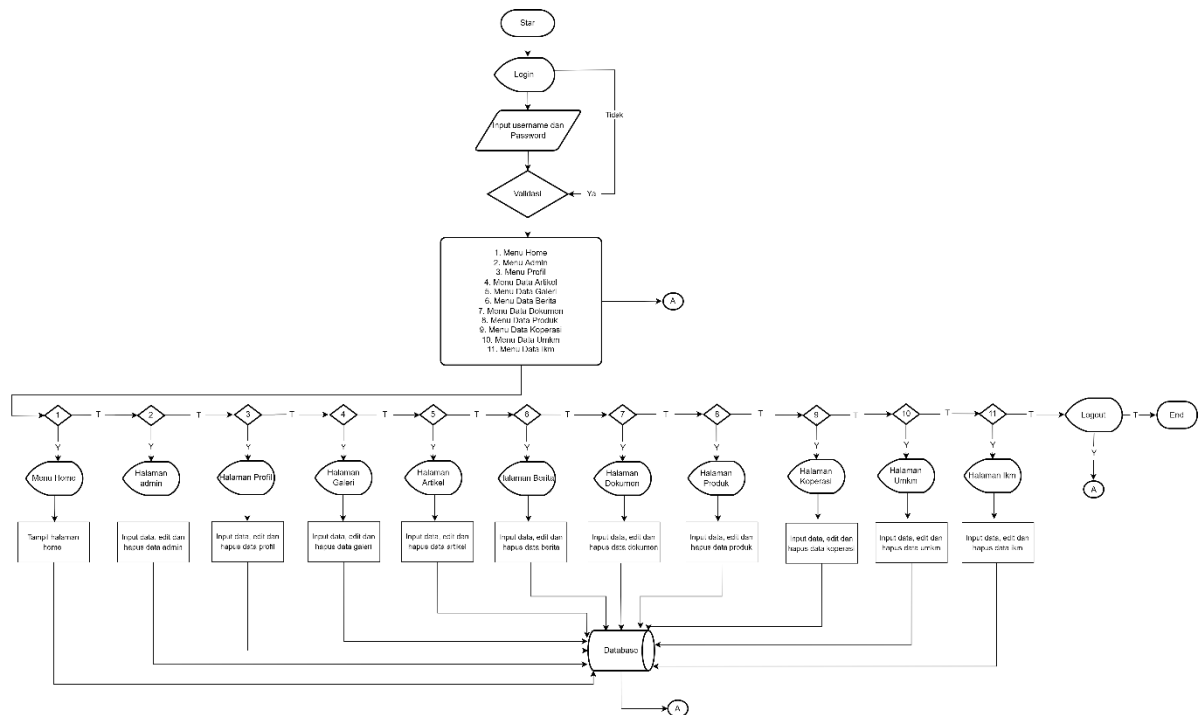 Star
Login
Tidak
Input username dan
Password
Validasi
Ya
1. Menu Home
2. Menu Admin
3. Menu Profil
4. Menu Data Artikel
5. Menu Data Galeri
6. Menu Data Berita
7. Menu Data Dokumen
8. Menu Data Produk
9. Menu Data Koperasi
10. Menu Data Umkm
11. Menu Data Ikm
A
1
T
2
T
3
T
4
T
5
T
6
T
7
T
8
T
9
T
10
T
11
T
Logout
T
End
Y
Y
Y
Y
Y
Y
Y
Y
Y
Y
Y
Y
Menu Home
Halaman
admin
Halaman Profil
Halaman
Galeri
Halaman
Artikel
Halaman Berita
Halaman
Dokumen
Halaman
Produk
Halaman
Koperasi
Halaman
Umkm
Halaman Ikm
A
Tampil halaman
home
Input data, edit dan
hapus data admin
Input data, edit dan
hapus data profil
Input data, edit dan
hapus data galeri
Input data, edit dan
hapus data artikel
Input data, edit dan
hapus data berita
Input data, edit dan
hapus data dokumen
Input data, edit dan
hapus data produk
Input data, edit dan
hapus data koperasi
Input data, edit dan
hapus data umkm
Input data, edit dan
hapus data ikm
Database
A